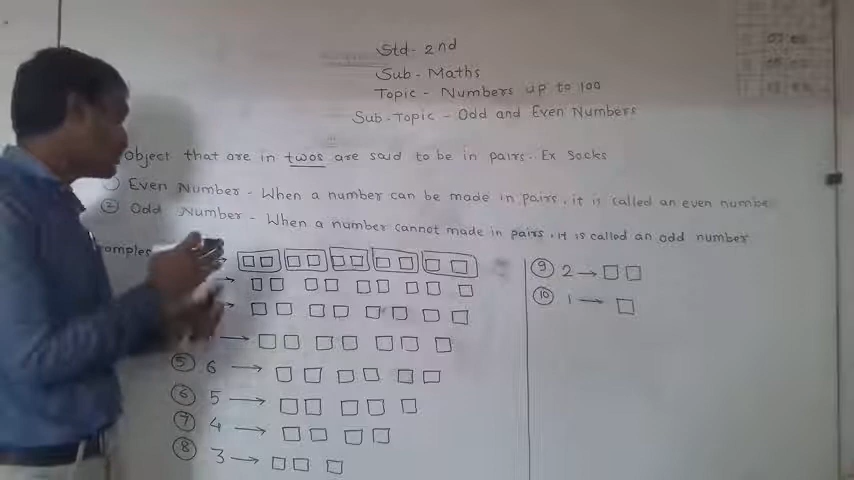 Std- 2nd
Sub- Maths
Topic - Numbers up to 100
Sub-Topic - Odd and Even Numbers
object that are in twos are said to be in pairs. Ex Socks
① Even Number - When a number can be made in pairs, it is called an even numbe
② Odd Number - When a number cannot made in pairs, it is called an odd number
⑤ 6 →
⑥ 5 →
⑦ 4 →
⑧ 3 →
⑨ 2 →
⑩ 1 →